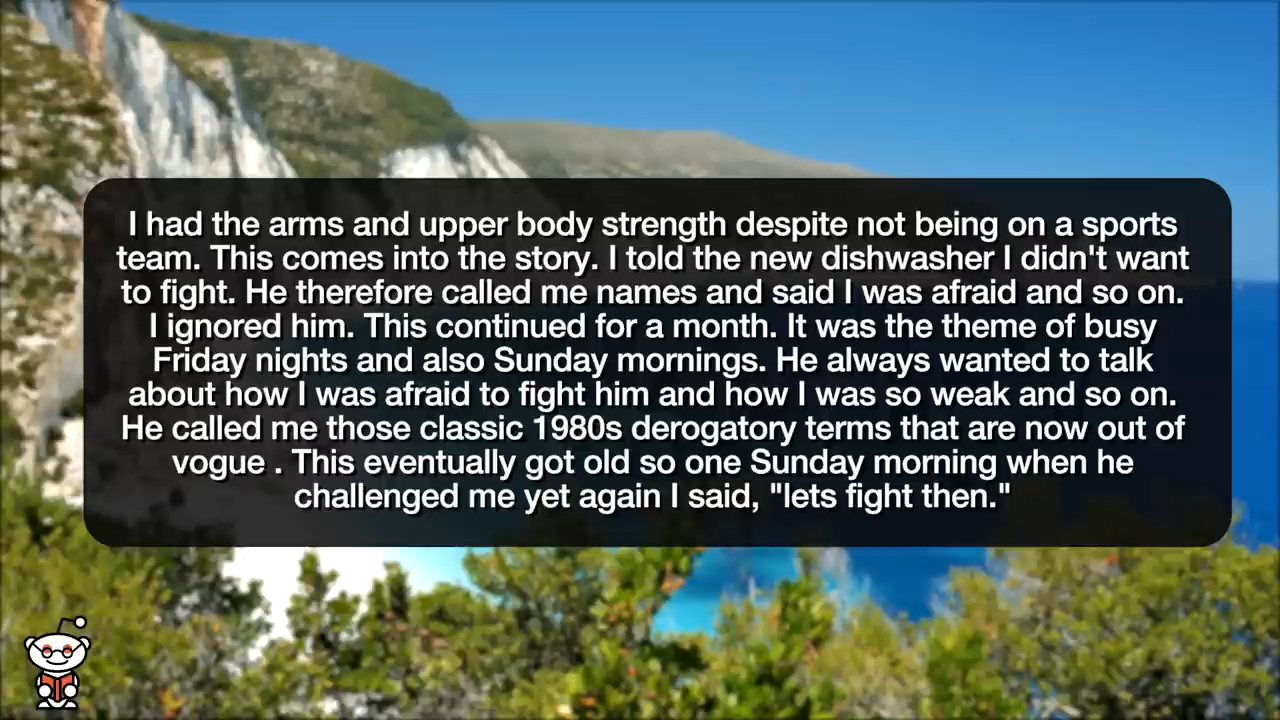 I had the arms and upper body strength despite not being on a sports
team. This comes into the story. I told the new dishwasher I didn't want
to fight. He therefore called me names and said I was afraid and so on.
I ignored him. This continued for a month. It was the theme of busy
Friday nights and also Sunday mornings. He always wanted to talk
about how I was afraid to fight him and how I was so weak and so on.
He called me those classic 1980s derogatory terms that are now out of
vogue . This eventually got old so one Sunday morning when he
challenged me yet again I said, "lets fight then."